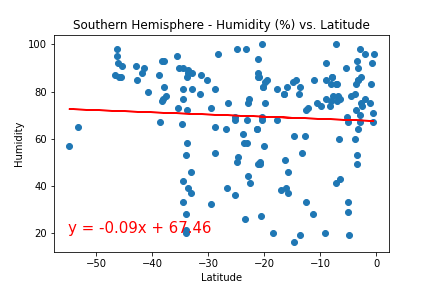 Southern Hemisphere - Humidity (%) vs. Latitude
100
80
60
40
20
Humidity
y = -0.09x + 67.46
−50 −40 −30 −20 −10 0
Latitude